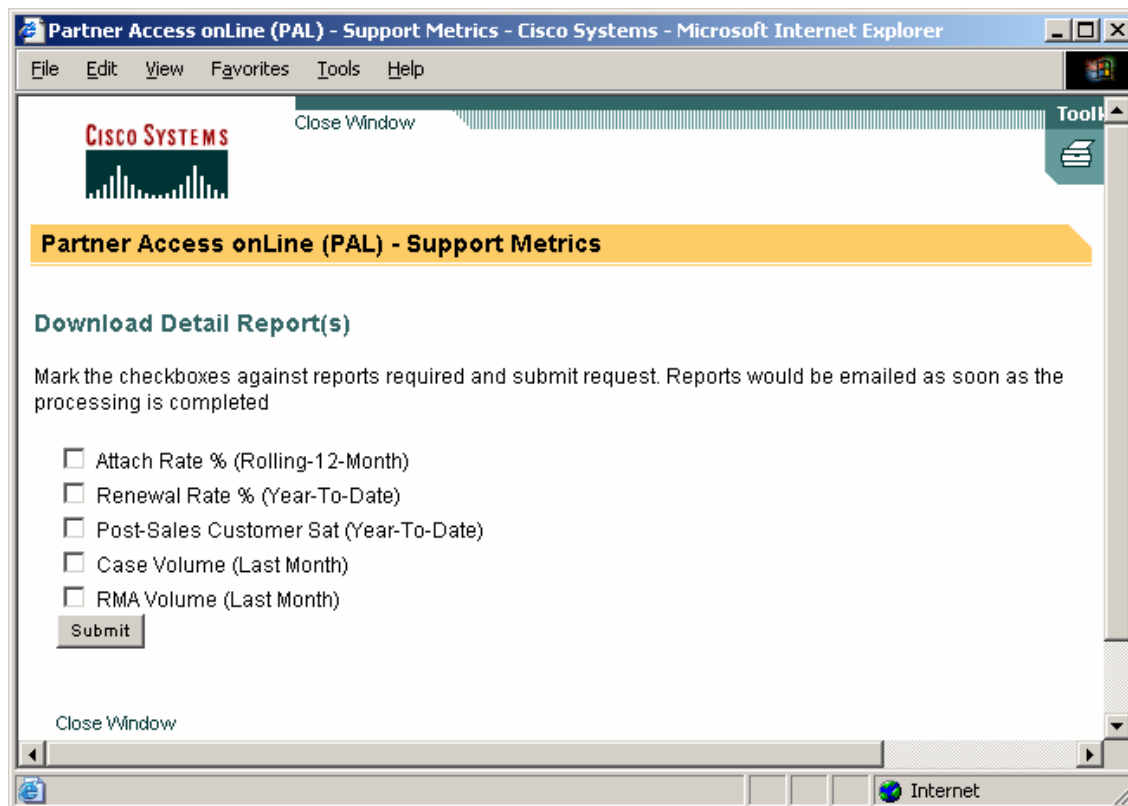 Partner Access onLine (PAL) - Support Metrics - Cisco Systems - Microsoft Internet Explorer
File Edit View Favorites Tools Help
Close Window
Tool
CISCO SYSTEMS
Partner Access onLine (PAL) - Support Metrics
Download Detail Report(s)
Mark the checkboxes against reports required and submit request. Reports would be emailed as soon as the
processing is completed
Attach Rate % (Rolling-12-Month)
Renewal Rate % (Year-To-Date)
Post-Sales Customer Sat (Year-To-Date)
Case Volume (Last Month)
RMA Volume (Last Month)
Submit
Close Window
Internet